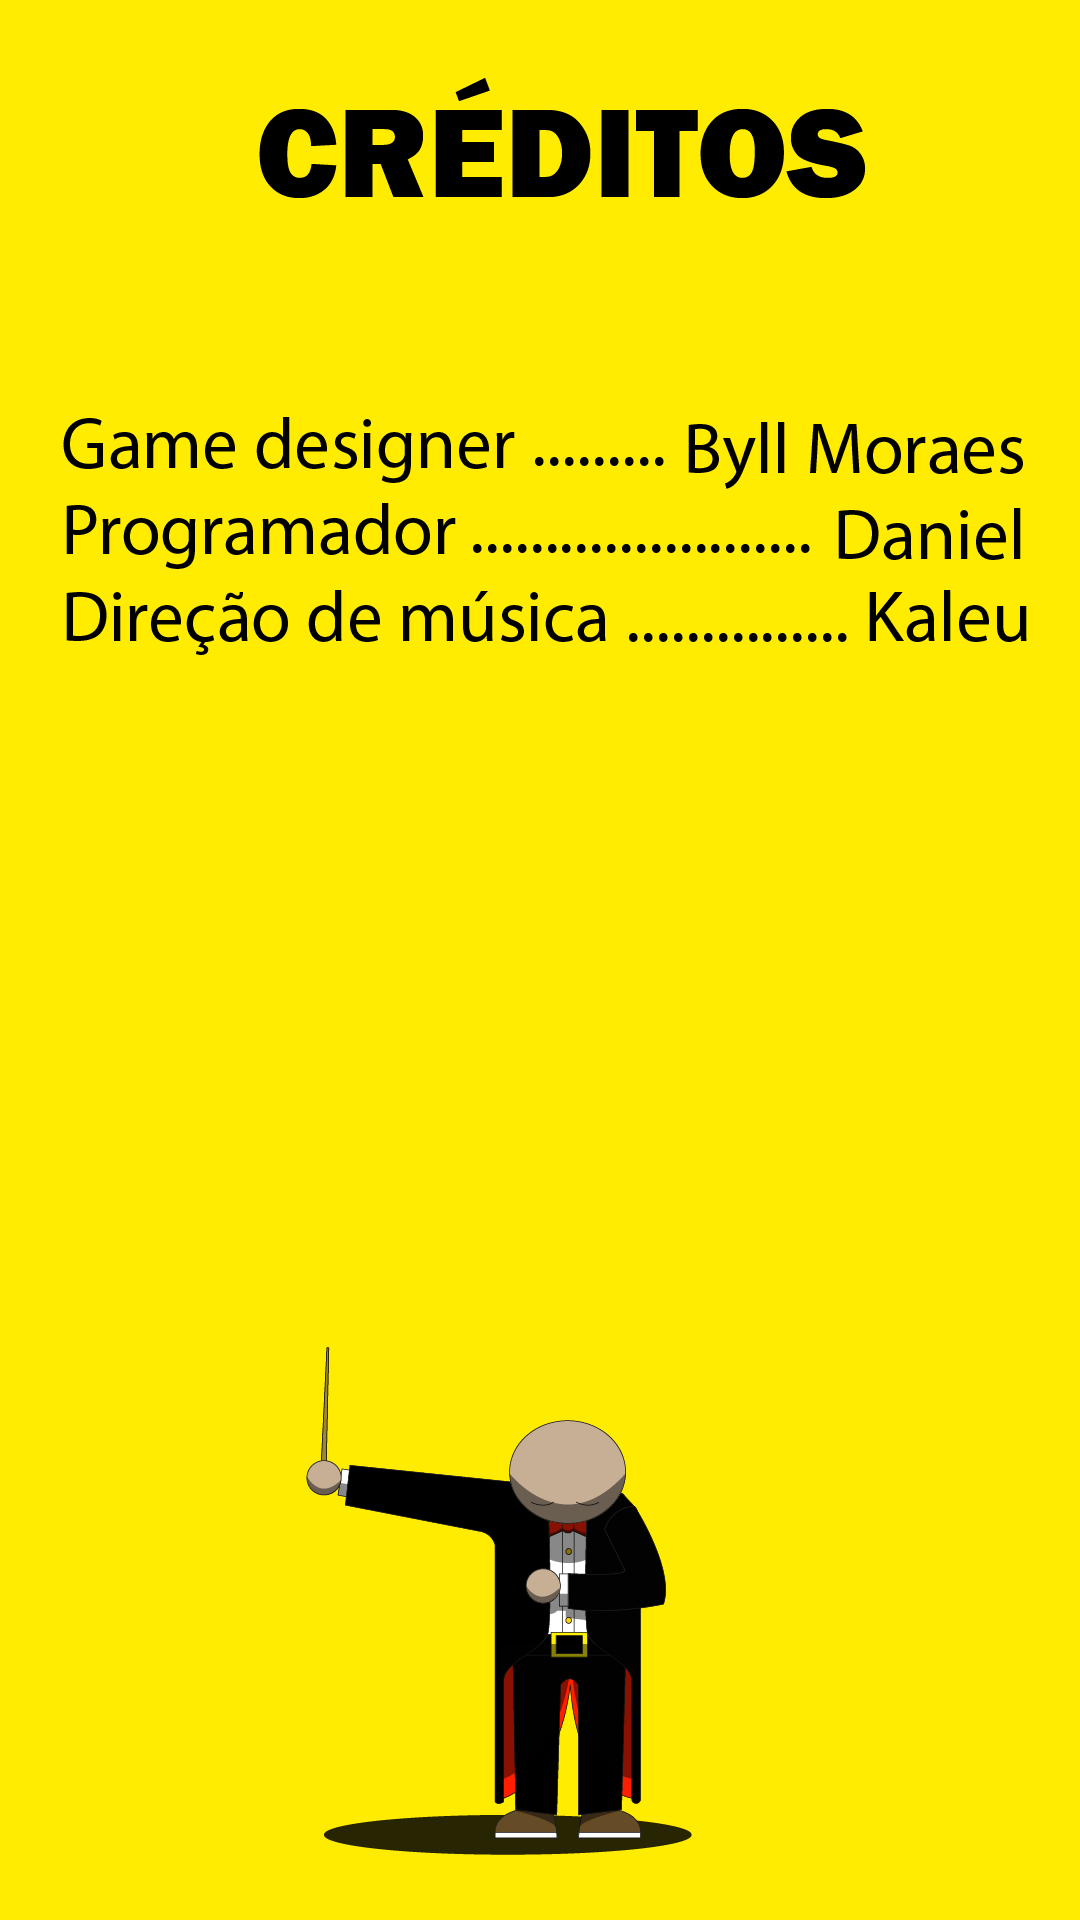 CRÉDITOS
Game designer ......... Byll Moraes
Programador ....................... Daniel
Direção de música ............... Kaleu